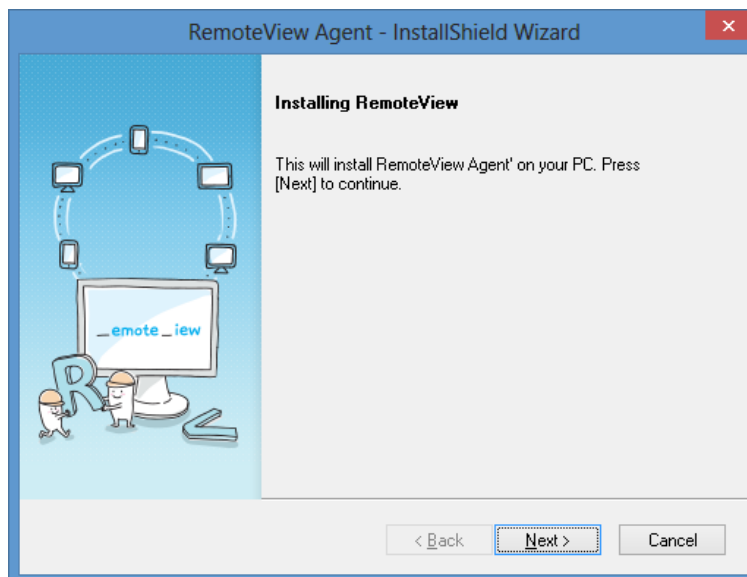 RemoteView Agent - InstallShield Wizard
Installing RemoteView
This will install RemoteView Agent' on your PC. Press
[Next] to continue.
_emote_iew
R
V
< Back
Next >
Cancel